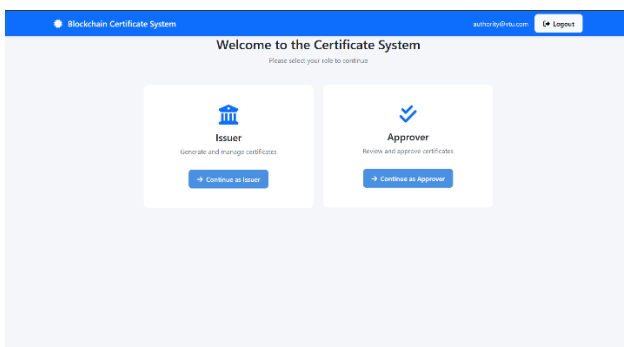 Blockchain Certificate System
authority@vtu.com
Logout
Welcome to the Certificate System
Please select your role to continue
Issuer
Generate and manage certificates
Continue as Issuer
Approver
Review and approve certificates
Continue as Approver